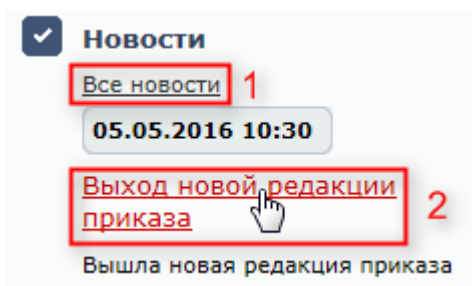 Новости
Все новости 1
05.05.2016 10:30
Выход новой редакции
приказа 2
Вышла новая редакция приказа